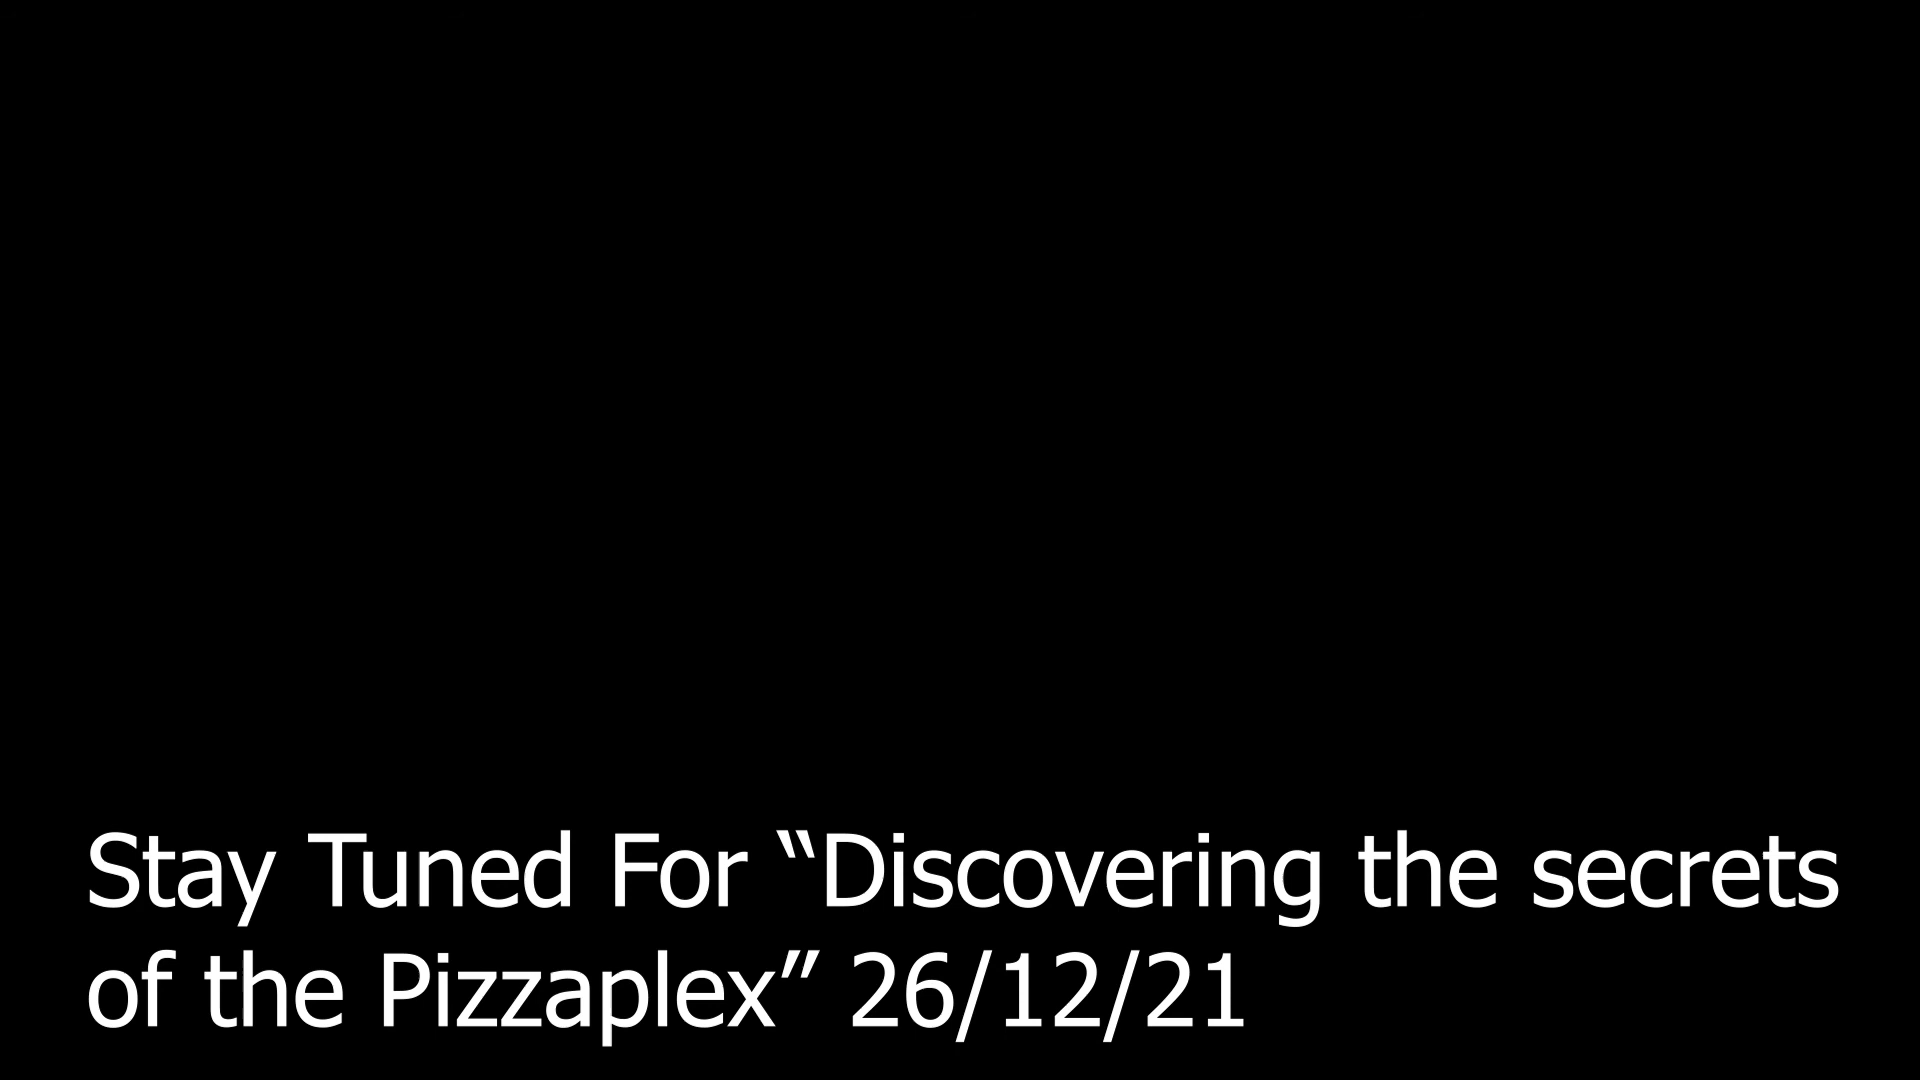 Stay Tuned For “Discovering the secrets
of the Pizzaplex” 26/12/21